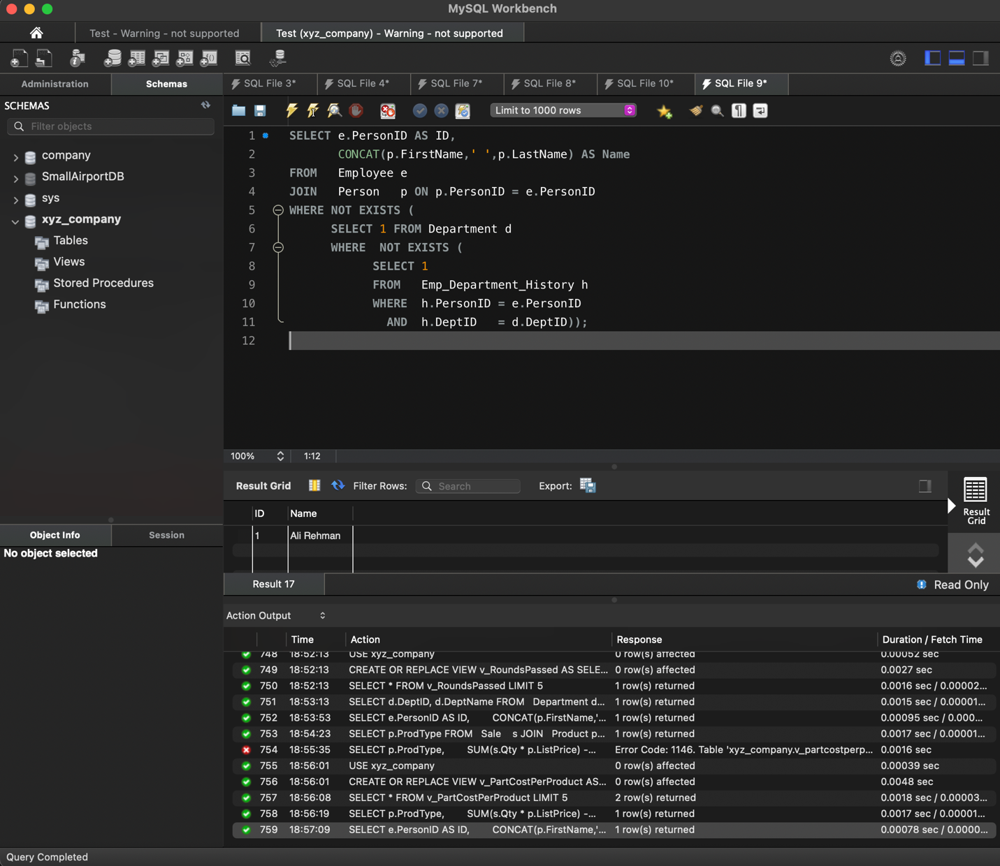 MySQL Workbench
Test - Warning - not supported
Test (xyz_company) - Warning - not supported
Administration
Schemas
SQL File 3*
SQL File 4*
SQL File 7*
SQL File 8*
SQL File 10*
SQL File 9*
SCHEMAS
Filter objects
company
SmallAirportDB
sys
xyz_company
Tables
Views
Stored Procedures
Functions
Limit to 1000 rows
1 SELECT e.PersonID AS ID,
2 CONCAT(p.FirstName,' ',p.LastName) AS Name
3 FROM   Employee e
4 JOIN   Person   p ON p.PersonID = e.PersonID
5 WHERE NOT EXISTS (
6 SELECT 1 FROM Department d
7 WHERE  NOT EXISTS (
8 SELECT 1
9 FROM   Emp_Department_History h
10 WHERE  h.PersonID = e.PersonID
11 AND  h.DeptID   = d.DeptID));
12
100%
1:12
Result Grid
Filter Rows:
Search
Export:
Result
Grid
ID Name
1 Ali Rehman
Object Info
Session
No object selected
Result 17
Read Only
Action Output
Time Action Response Duration / Fetch Time
748 18:52:13 USE xyz_company 0 row(s) affected 0.00052 sec
749 18:52:13 CREATE OR REPLACE VIEW v_RoundsPassed AS SELE... 0 row(s) affected 0.0027 sec
750 18:52:13 SELECT * FROM v_RoundsPassed LIMIT 5 1 row(s) returned 0.0016 sec / 0.00002...
751 18:53:13 SELECT d.DeptID, d.DeptName FROM   Department d... 1 row(s) returned 0.0015 sec / 0.00001...
752 18:53:53 SELECT e.PersonID AS ID,        CONCAT(p.FirstName,'... 1 row(s) returned 0.00095 sec / 0.000...
753 18:54:23 SELECT p.ProdType FROM   Sale    s JOIN   Product p... 1 row(s) returned 0.0017 sec / 0.00001...
754 18:55:35 SELECT p.ProdType,        SUM(s.Qty * p.ListPrice) -... Error Code: 1146. Table 'xyz_company.v_partcostperp... 0.0016 sec
755 18:56:01 USE xyz_company 0 row(s) affected 0.00039 sec
756 18:56:01 CREATE OR REPLACE VIEW v_PartCostPerProduct AS... 0 row(s) affected 0.0048 sec
757 18:56:08 SELECT * FROM v_PartCostPerProduct LIMIT 5 2 row(s) returned 0.0018 sec / 0.00003...
758 18:56:19 SELECT p.ProdType,        SUM(s.Qty * p.ListPrice) -... 1 row(s) returned 0.0017 sec / 0.00001...
759 18:57:09 SELECT e.PersonID AS ID,        CONCAT(p.FirstName,'... 1 row(s) returned 0.00078 sec / 0.0000...
Query Completed